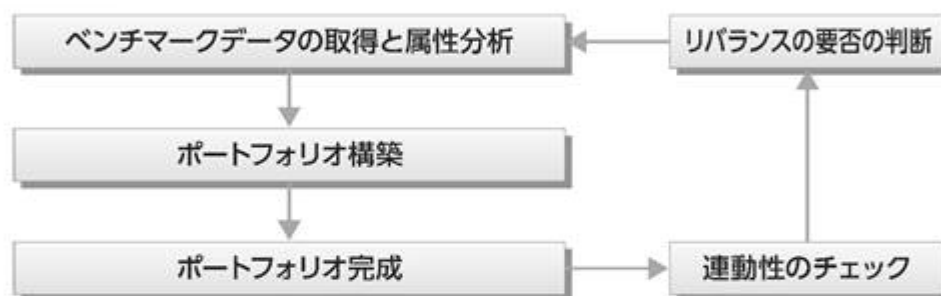 ベンチマークデータの取得と属性分析
リバランスの要否の判断
ポートフォリオ構築
ポートフォリオ完成
連動性のチェック